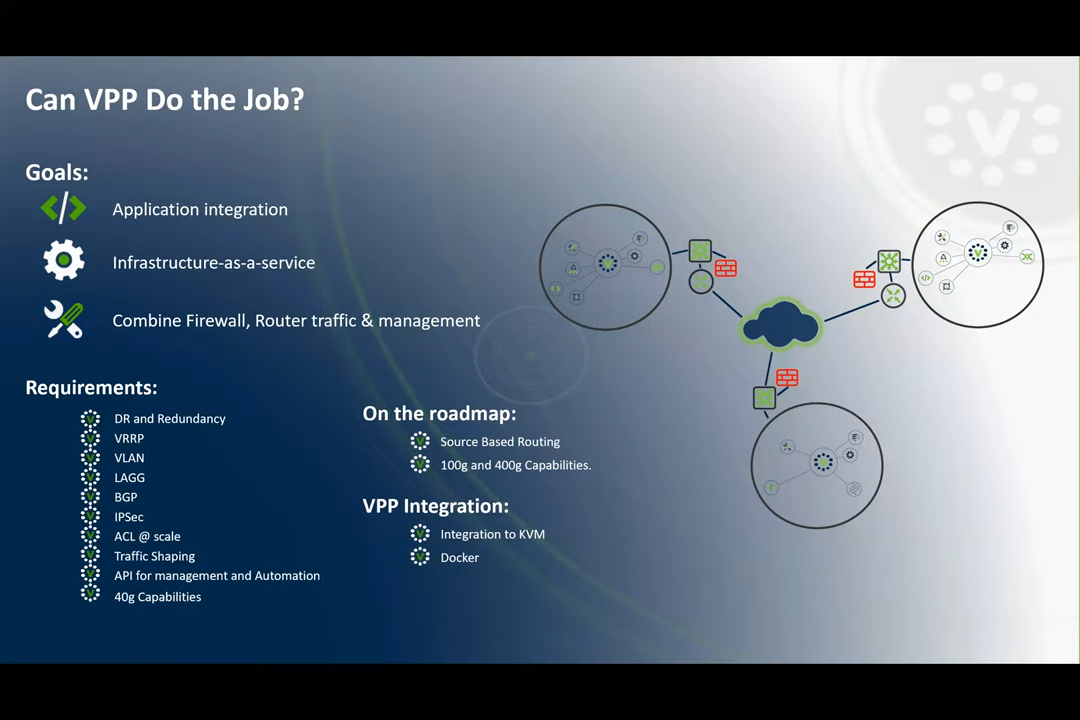 Can VPP Do the Job?
Goals:
Application integration
Infrastructure-as-a-service
Combine Firewall, Router traffic & management
Requirements:
DR and Redundancy
VRRP
VLAN
LAGG
BGP
IPSec
ACL @ scale
Traffic Shaping
API for management and Automation
40g Capabilities
On the roadmap:
Source Based Routing
100g and 400g Capabilities.
VPP Integration:
Integration to KVM
Docker